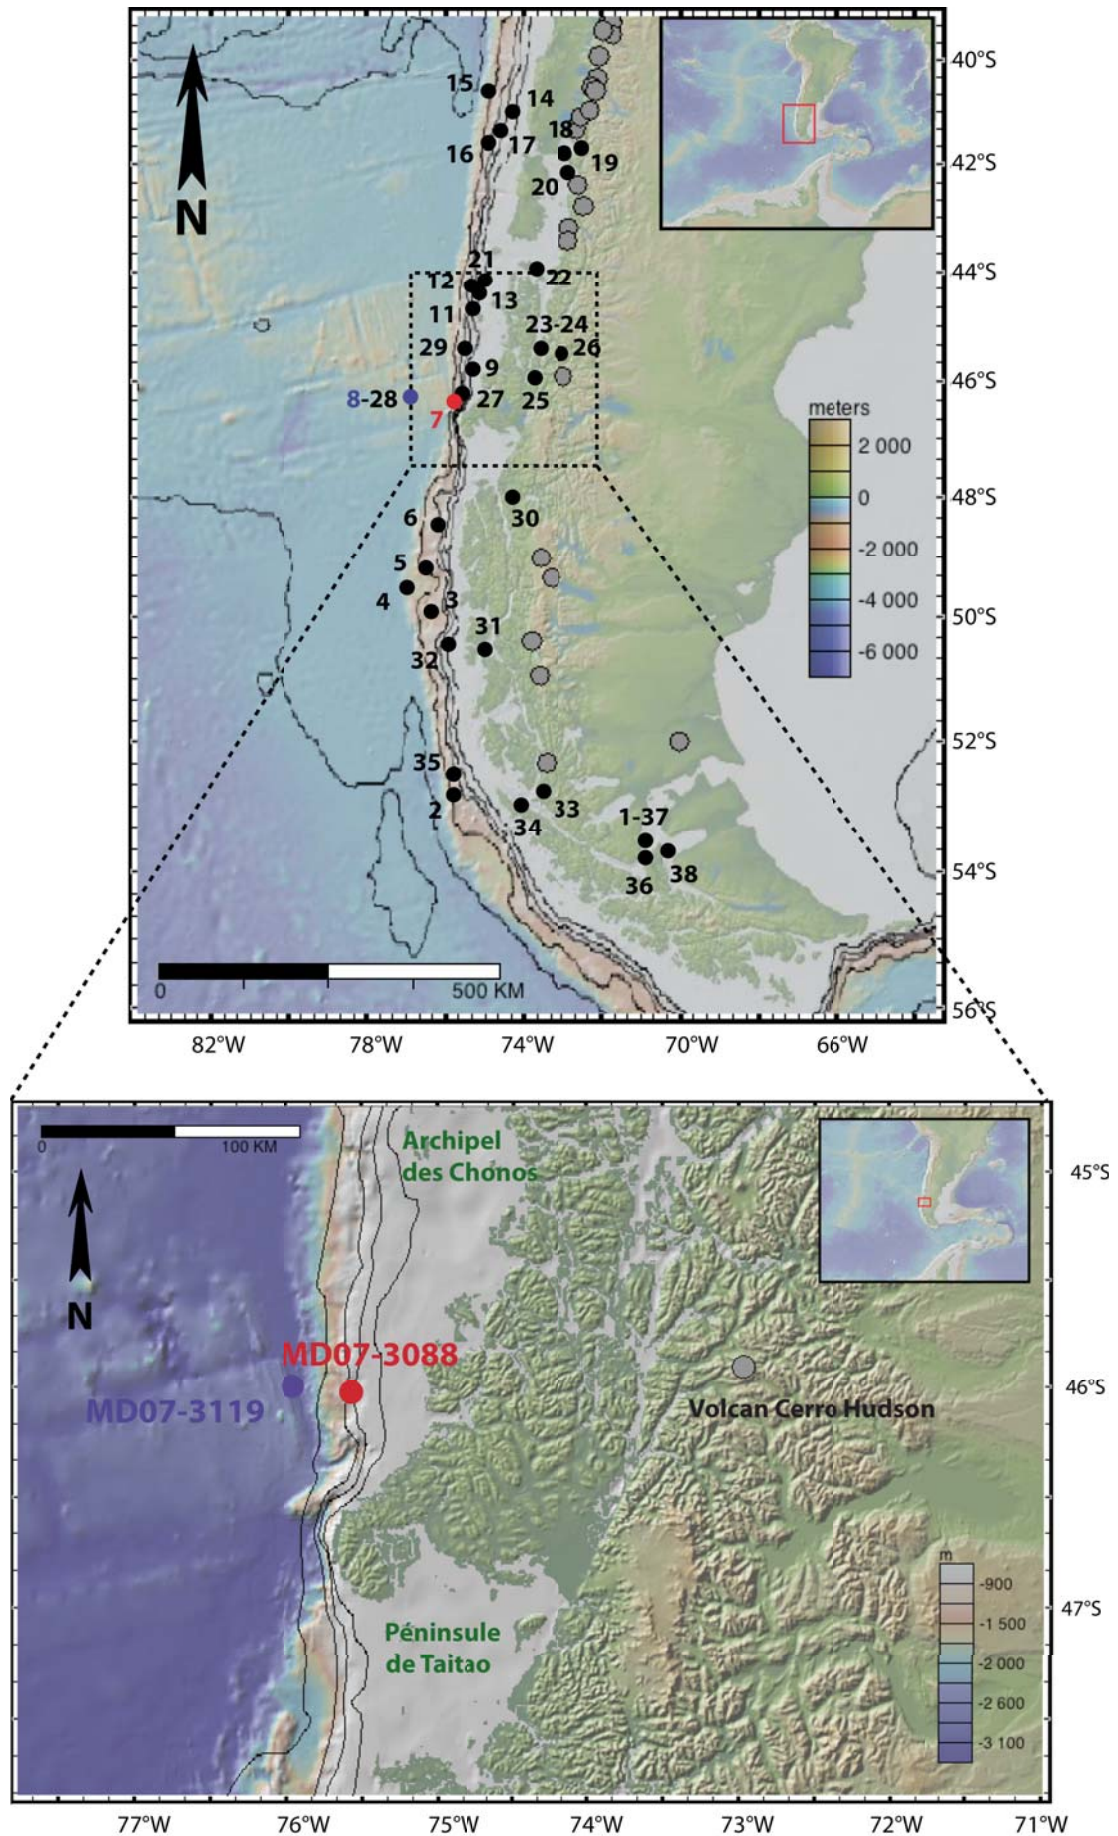 40°S
15
14
18
17
16
19
42°S
20
N
21
44°S
12
22
13
11
23-24
29
26
9
46°S
8-28
27
25
7
meters
2 000
48°S
0
6
30
-2 000
5
4
3
-4 000
50°S
31
32
-6 000
52°S
35
2
33
34
1-37
54°S
38
36
0
500 KM
56°S
82°W
78°W
74°W
70°W
66°W
0
100 KM
Archipel
des Chonos
45°S
N
MD07-3088
46°S
MD07-3119
Volcan Cerro Hudson
m
-900
47°S
-1 500
Péninsule
de Taitao
-2 000
-2 600
-3 100
77°W
76°W
75°W
74°W
73°W
72°W
71°W